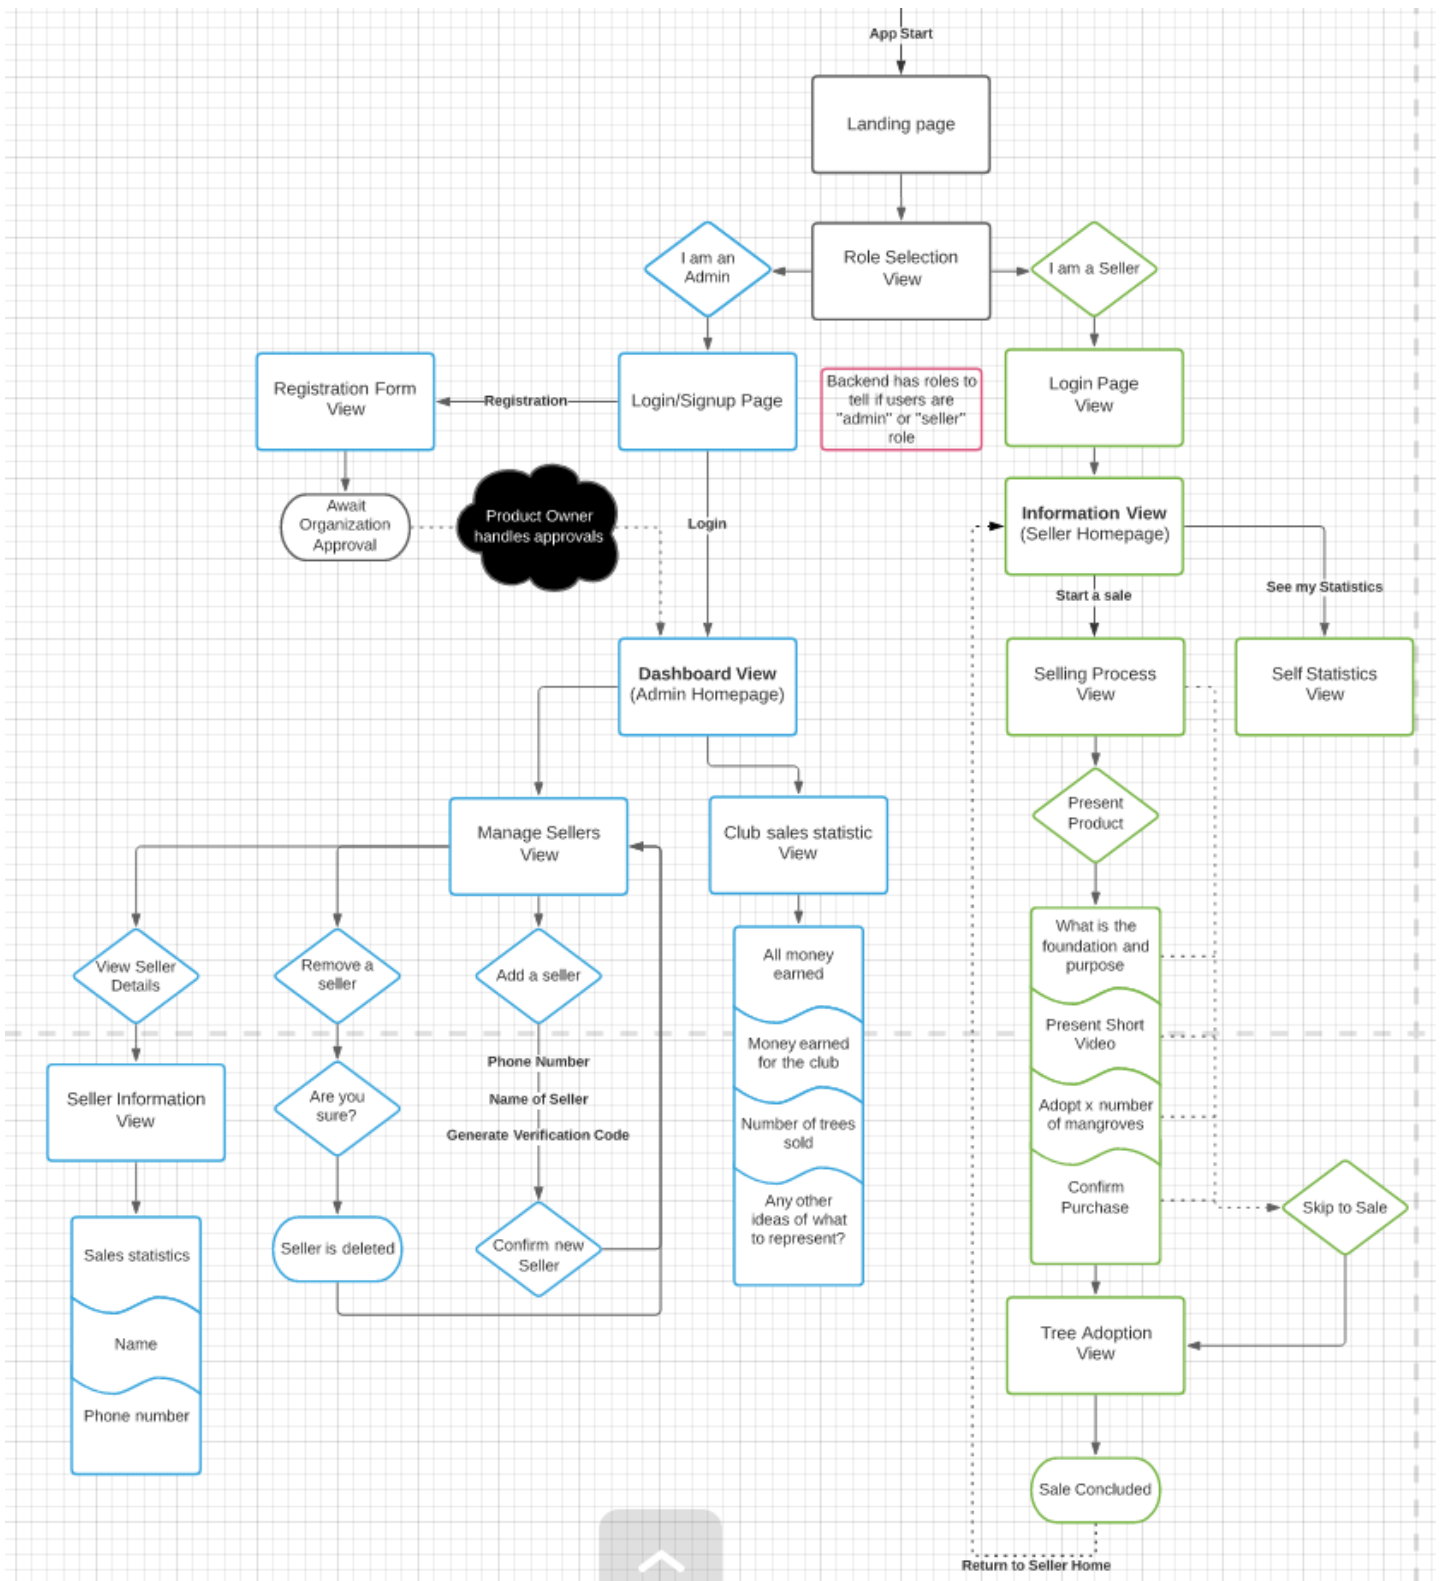 App Start
Landing page
Role Selection
View
I am an
Admin
I am a Seller
Registration Form
View
Registration
Login/Signup Page
Backend has roles to
tell if users are
"admin" or "seller"
role
Login Page
View
Await
Organization
Approval
Product Owner
handles approvals
Login
Information View
(Seller Homepage)
Start a sale
See my Statistics
Dashboard View
(Admin Homepage)
Selling Process
View
Self Statistics
View
Manage Sellers
View
Club sales statistic
View
Present
Product
View Seller
Details
Remove a
seller
Add a seller
All money
earned
Money earned
for the club
Number of trees
sold
Any other
ideas of what
to represent?
What is the
foundation and
purpose
Present Short
Video
Adopt x number
of mangroves
Confirm
Purchase
Skip to Sale
Seller Information
View
Are you
sure?
Phone Number
Name of Seller
Generate Verification Code
Sales statistics
Name
Phone number
Seller is deleted
Confirm new
Seller
Tree Adoption
View
Sale Concluded
Return to Seller Home